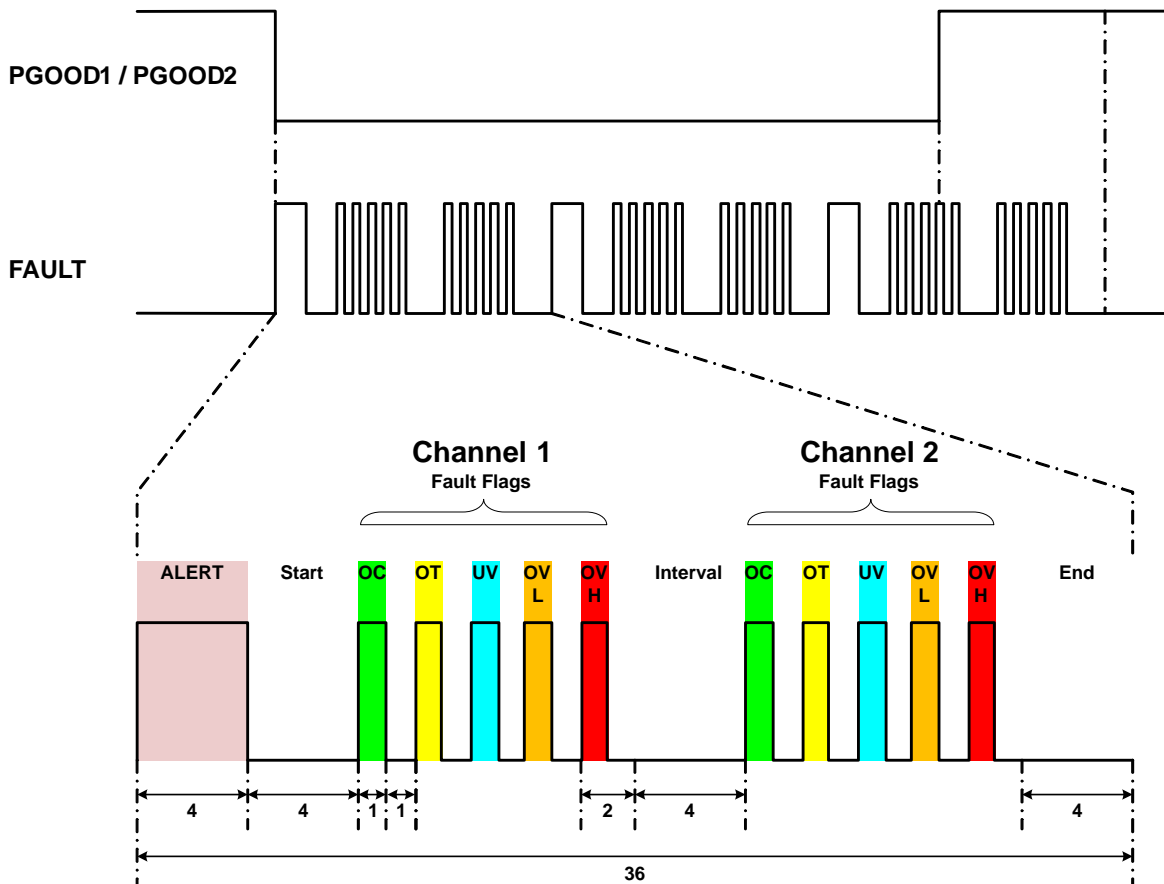 PGOOD1 / PGOOD2
FAULT
Channel 1
Fault Flags
Channel 2
Fault Flags
ALERT
Start
OC
OT
UV
OV
L
OV
H
Interval
OC
OT
UV
OV
L
OV
H
End
4
4
1
1
2
4
4
36